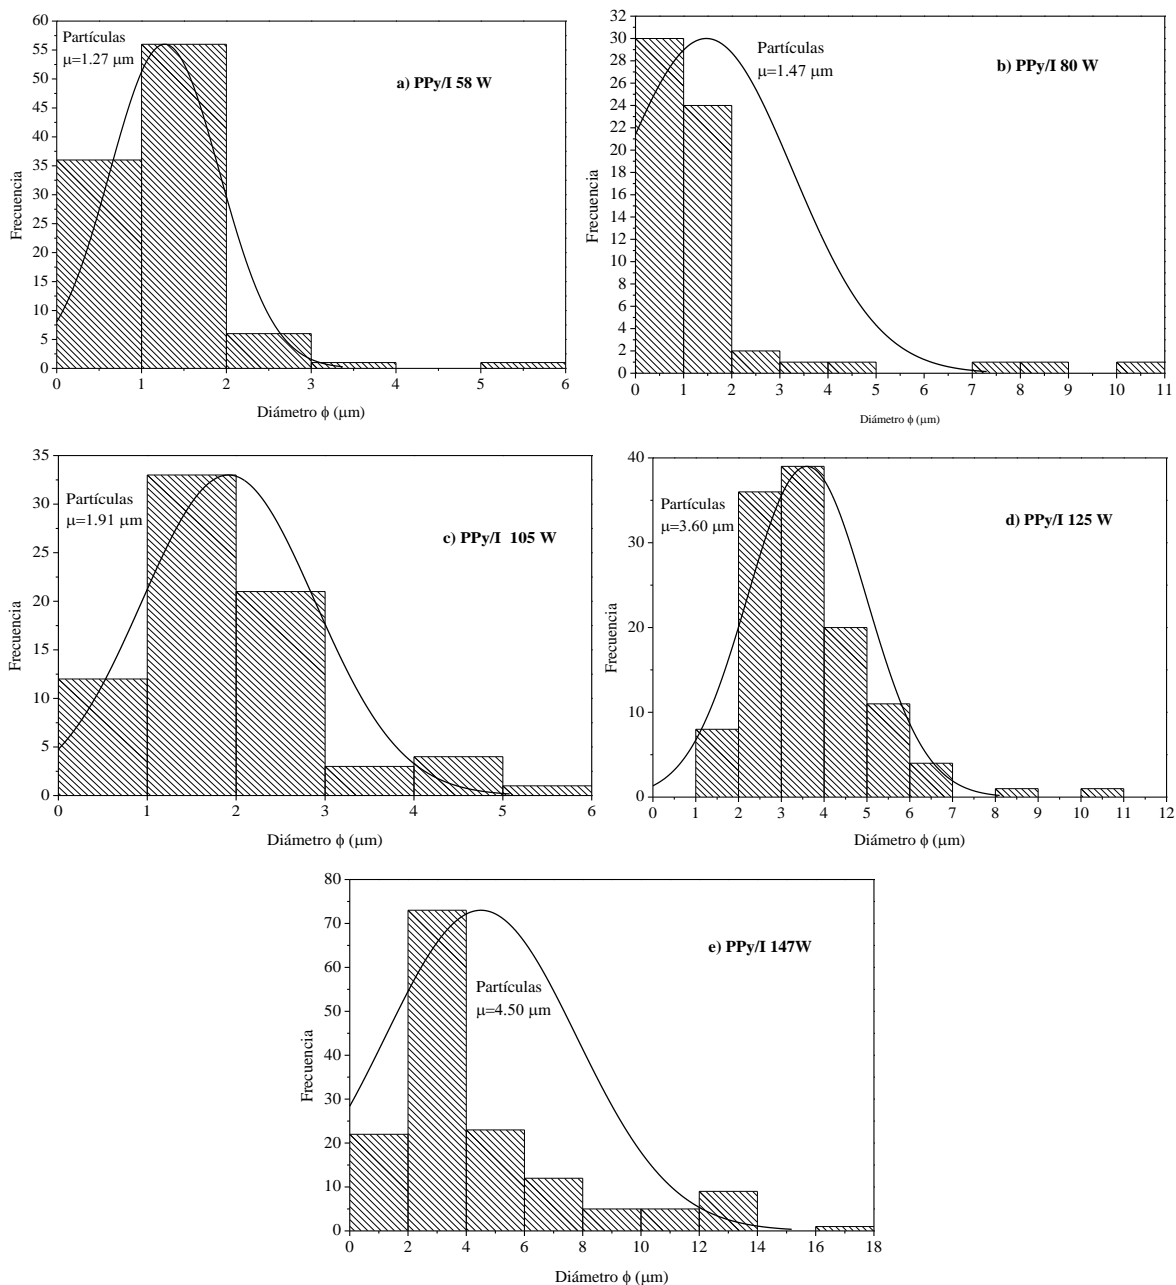 60
55
50
45
40
35
30
25
20
15
10
5
0
Frecuencia
Partículas
μ=1.27 μm
a) PPy/I 58 W
0 1 2 3 4 5 6
Diámetro ϕ (μm)
32
30
28
26
24
22
20
18
16
14
12
10
8
6
4
2
0
Frecuencia
Partículas
μ=1.47 μm
b) PPy/I 80 W
0 1 2 3 4 5 6 7 8 9 10 11
Diámetro ϕ (μm)
35
30
25
20
15
10
5
0
Frecuencia
Partículas
μ=1.91 μm
c) PPy/I 105 W
0 1 2 3 4 5 6
Diámetro ϕ (μm)
40
30
20
10
0
Frecuencia
Partículas
μ=3.60 μm
d) PPy/I 125 W
0 1 2 3 4 5 6 7 8 9 10 11 12
Diámetro ϕ (μm)
80
70
60
50
40
30
20
10
0
Frecuencia
Partículas
μ=4.50 μm
e) PPy/I 147W
0 2 4 6 8 10 12 14 16 18
Diámetro ϕ (μm)